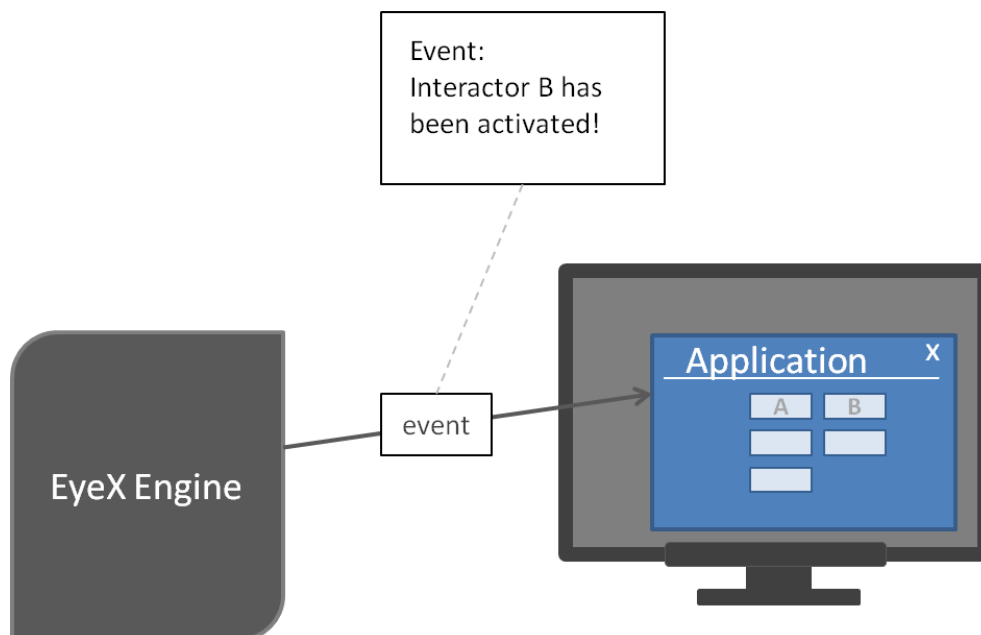 Event:
Interactor B has
been activated!
Application
X
A
B
event
EyeX Engine